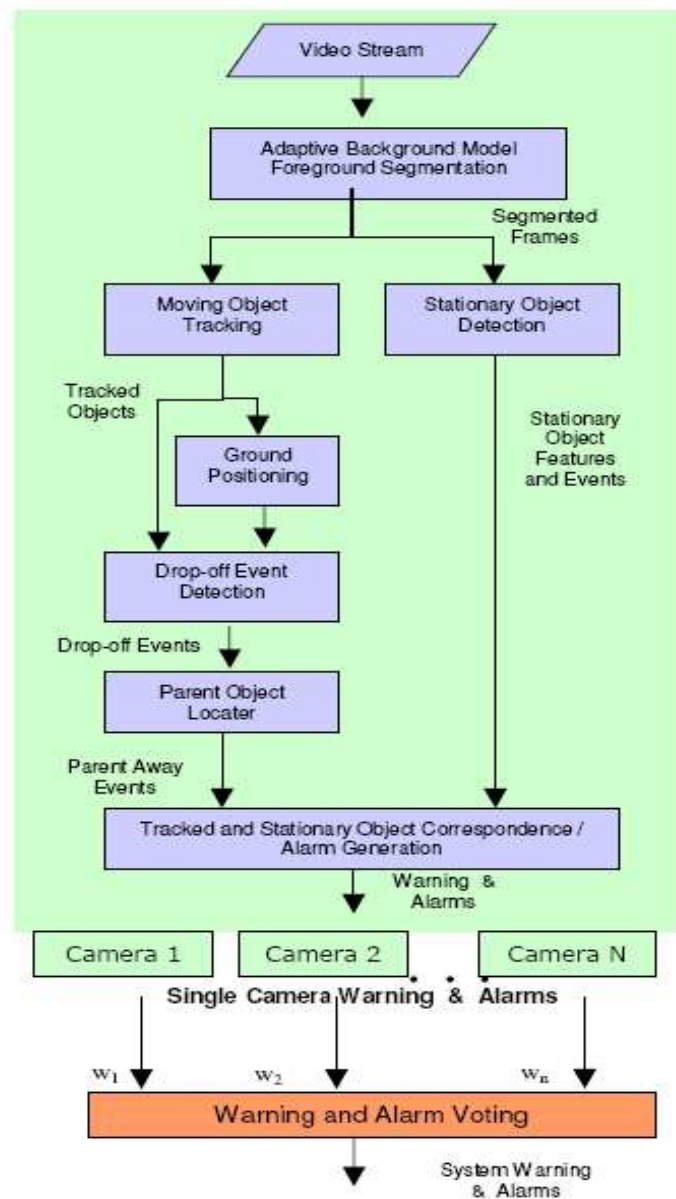 Video Stream
Adaptive Background Model
Foreground Segmentation
Segmented
Frames
Moving Object
Tracking
Stationary Object
Detection
Tracked
Objects
Ground
Positioning
Stationary
Object
Features
and Events
Drop-off Event
Detection
Drop-off Events
Parent Object
Locater
Parent Away
Events
Tracked and Stationary Object Correspondence /
Alarm Generation
Warning &
Alarms
Camera 1
Camera 2
Camera N
Single Camera Warning & Alarms
w1
w2
wn
Warning and Alarm Voting
System Warning
& Alarms